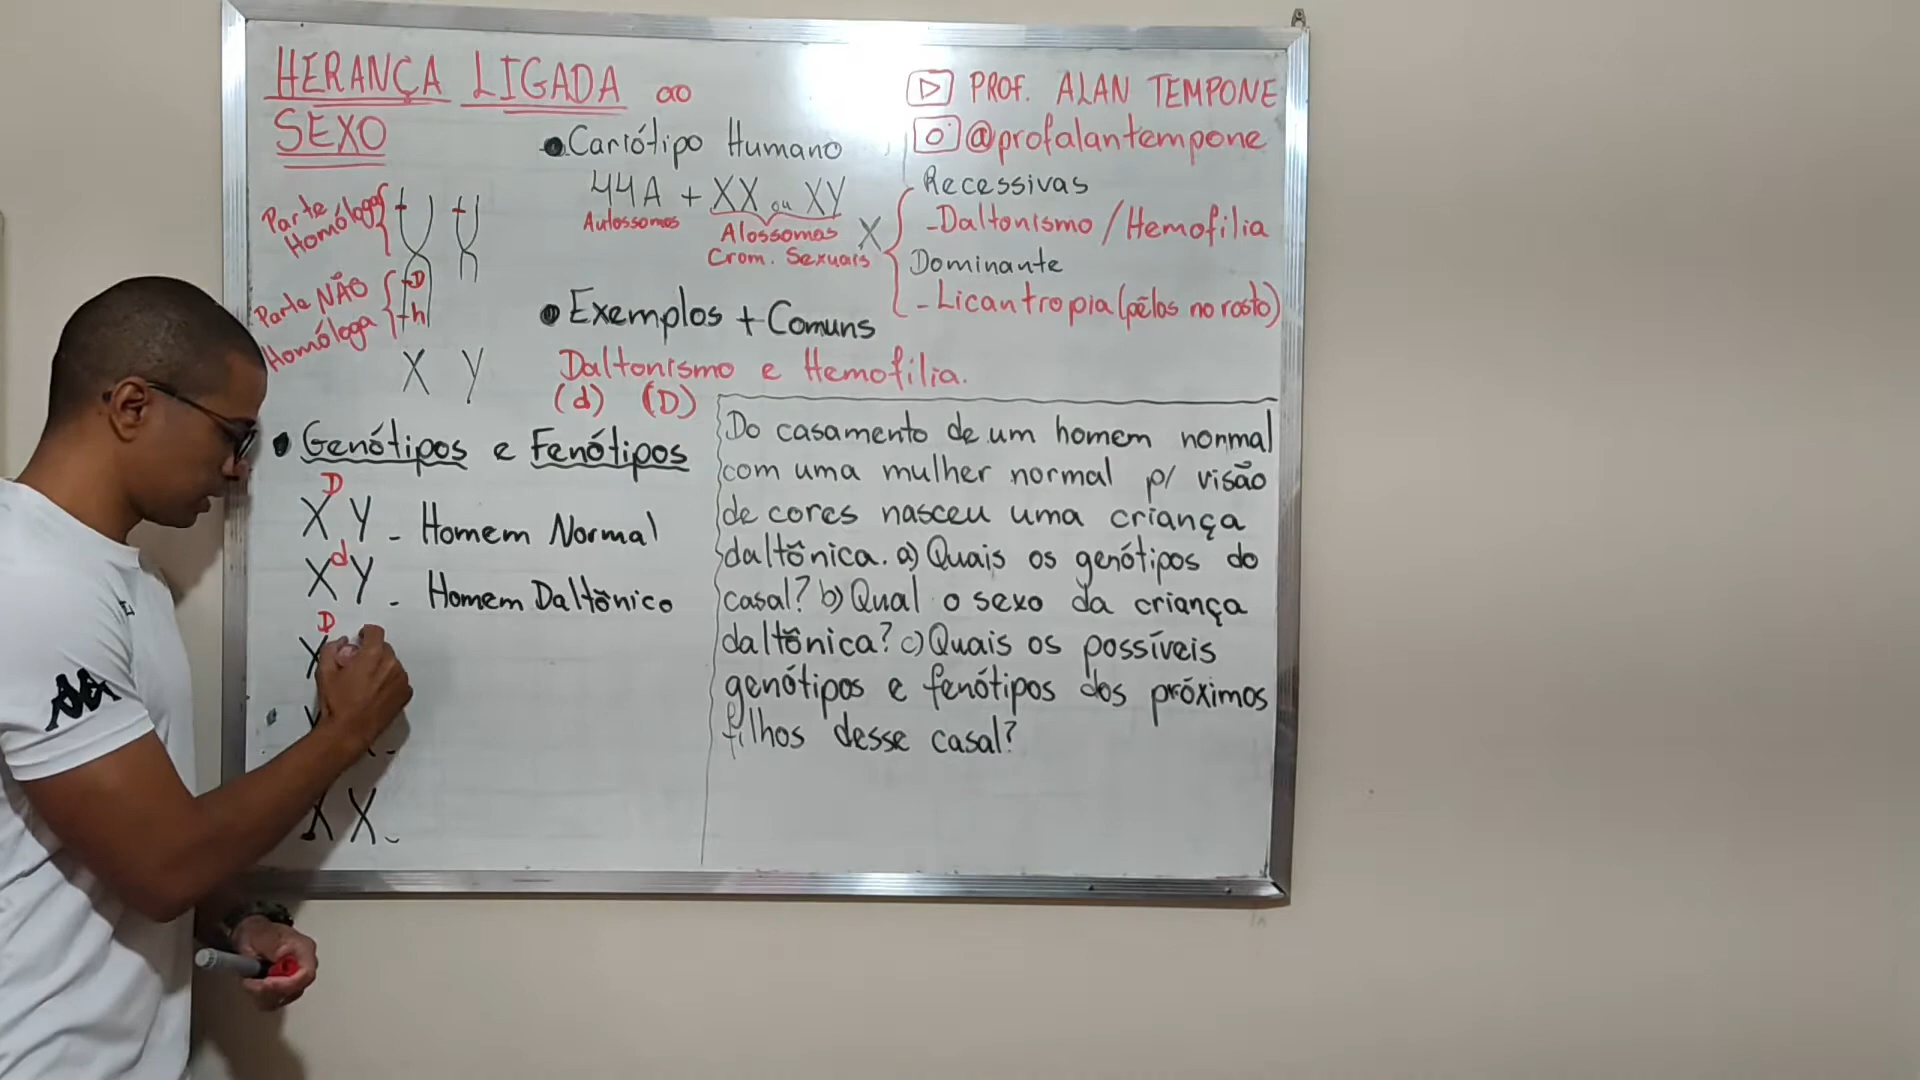 HERANÇA LIGADA ao
SEXO
PROF. ALAN TEMPONE
@profalantempone
Parte
Homóloga
Parte NÃO
Homóloga
D
h
X Y
•Cariótipo Humano
44A + XX ou XY
Autossomos
Alossomas
Crom. Sexuais
X
Recessivas
-Daltonismo / Hemofilia
Dominante
-Licantropia (pêlos no rosto)
•Exemplos + Comuns
Daltonismo e Hemofilia.
(d) (D)
•Genótipos e Fenótipos
XᴰY - Homem Normal
XᵈY - Homem Daltônico
Xᴰ
X X -
Do casamento de um homem normal
com uma mulher normal p/ visão
de cores nasceu uma criança
daltônica. a) Quais os genótipos do
casal? b) Qual o sexo da criança
daltônica? c) Quais os possíveis
genótipos e fenótipos dos próximos
filhos desse casal?